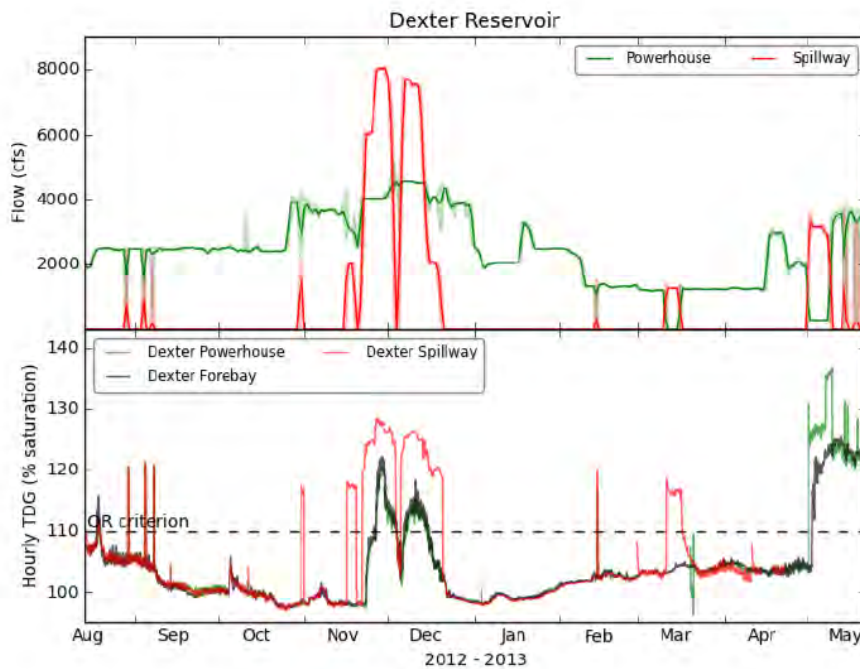 Dexter Reservoir
Powerhouse Spillway
8000
6000
4000
2000
Flow (cfs)
140
130
120
110
100
Hourly TDG (% saturation)
Dexter Powerhouse Dexter Spillway
Dexter Forebay
OR criterion
Aug Sep Oct Nov Dec Jan Feb Mar Apr May
2012 - 2013